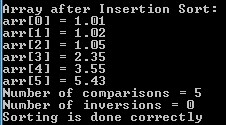 Array after Insertion Sort:
arr[0] = 1.01
arr[1] = 1.02
arr[2] = 1.05
arr[3] = 2.35
arr[4] = 3.55
arr[5] = 5.43
Number of comparisons = 5
Number of inversions = 0
Sorting is done correctly